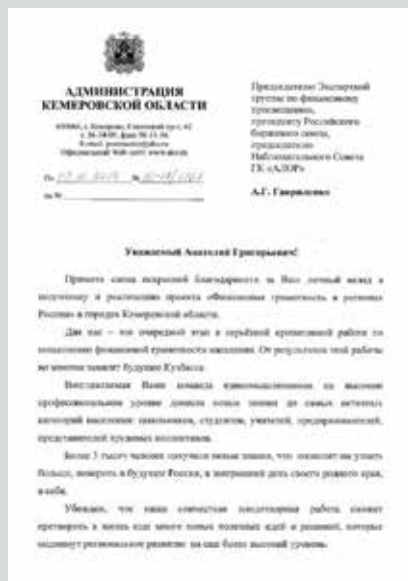 АДМИНИСТРАЦИЯ
КЕМЕРОВСКОЙ ОБЛАСТИ
Председателю Экспертной
группы по финансовому
просвещению,
президенту Российского
биржевого союза,
председателю
Наблюдательного Совета
ГК «АЛОР»
А.Г. Гавриленко
Уважаемый Анатолий Григорьевич!
Примите слова искренней благодарности за Ваш личный вклад в
подготовку и реализацию проекта «Финансовая грамотность в регионах
России» в городах Кемеровской области.
Для нас – это очередной этап в серьёзной кропотливой работе по
повышению финансовой грамотности населения. От результатов этой работы
во многом зависит будущее Кузбасса.
Возглавляемая Вами команда единомышленников на высоком
профессиональном уровне донесла новые знания до самых активных
категорий населения: школьников, студентов, учителей, предпринимателей,
представителей трудовых коллективов.
Более 3 тысяч человек получили новые знания, что позволит им узнать
больше, поверить в будущее России, в завтрашний день своего родного края,
в себя.
Убежден, что наша совместная плодотворная работа сможет
претворить в жизнь еще много новых полезных идей и решений, которые
поднимут региональное развитие на еще более высокий уровень.